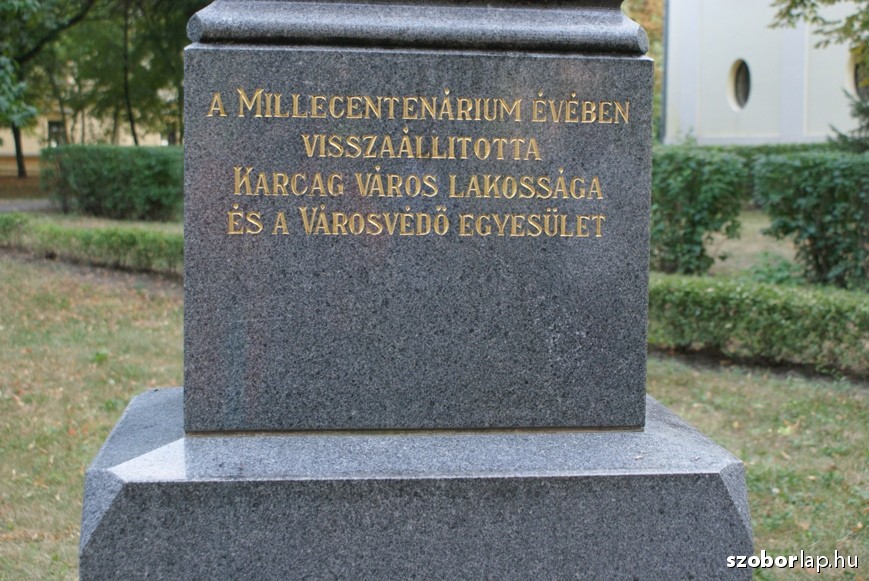 A MILLECENTENÁRIUM ÉVÉBEN
VISSZAÁLLITOTTA
KARCAG VÁROS LAKOSSÁGA
ÉS A VÁROSVÉDŐ EGYESÜLET
szoborlap.hu